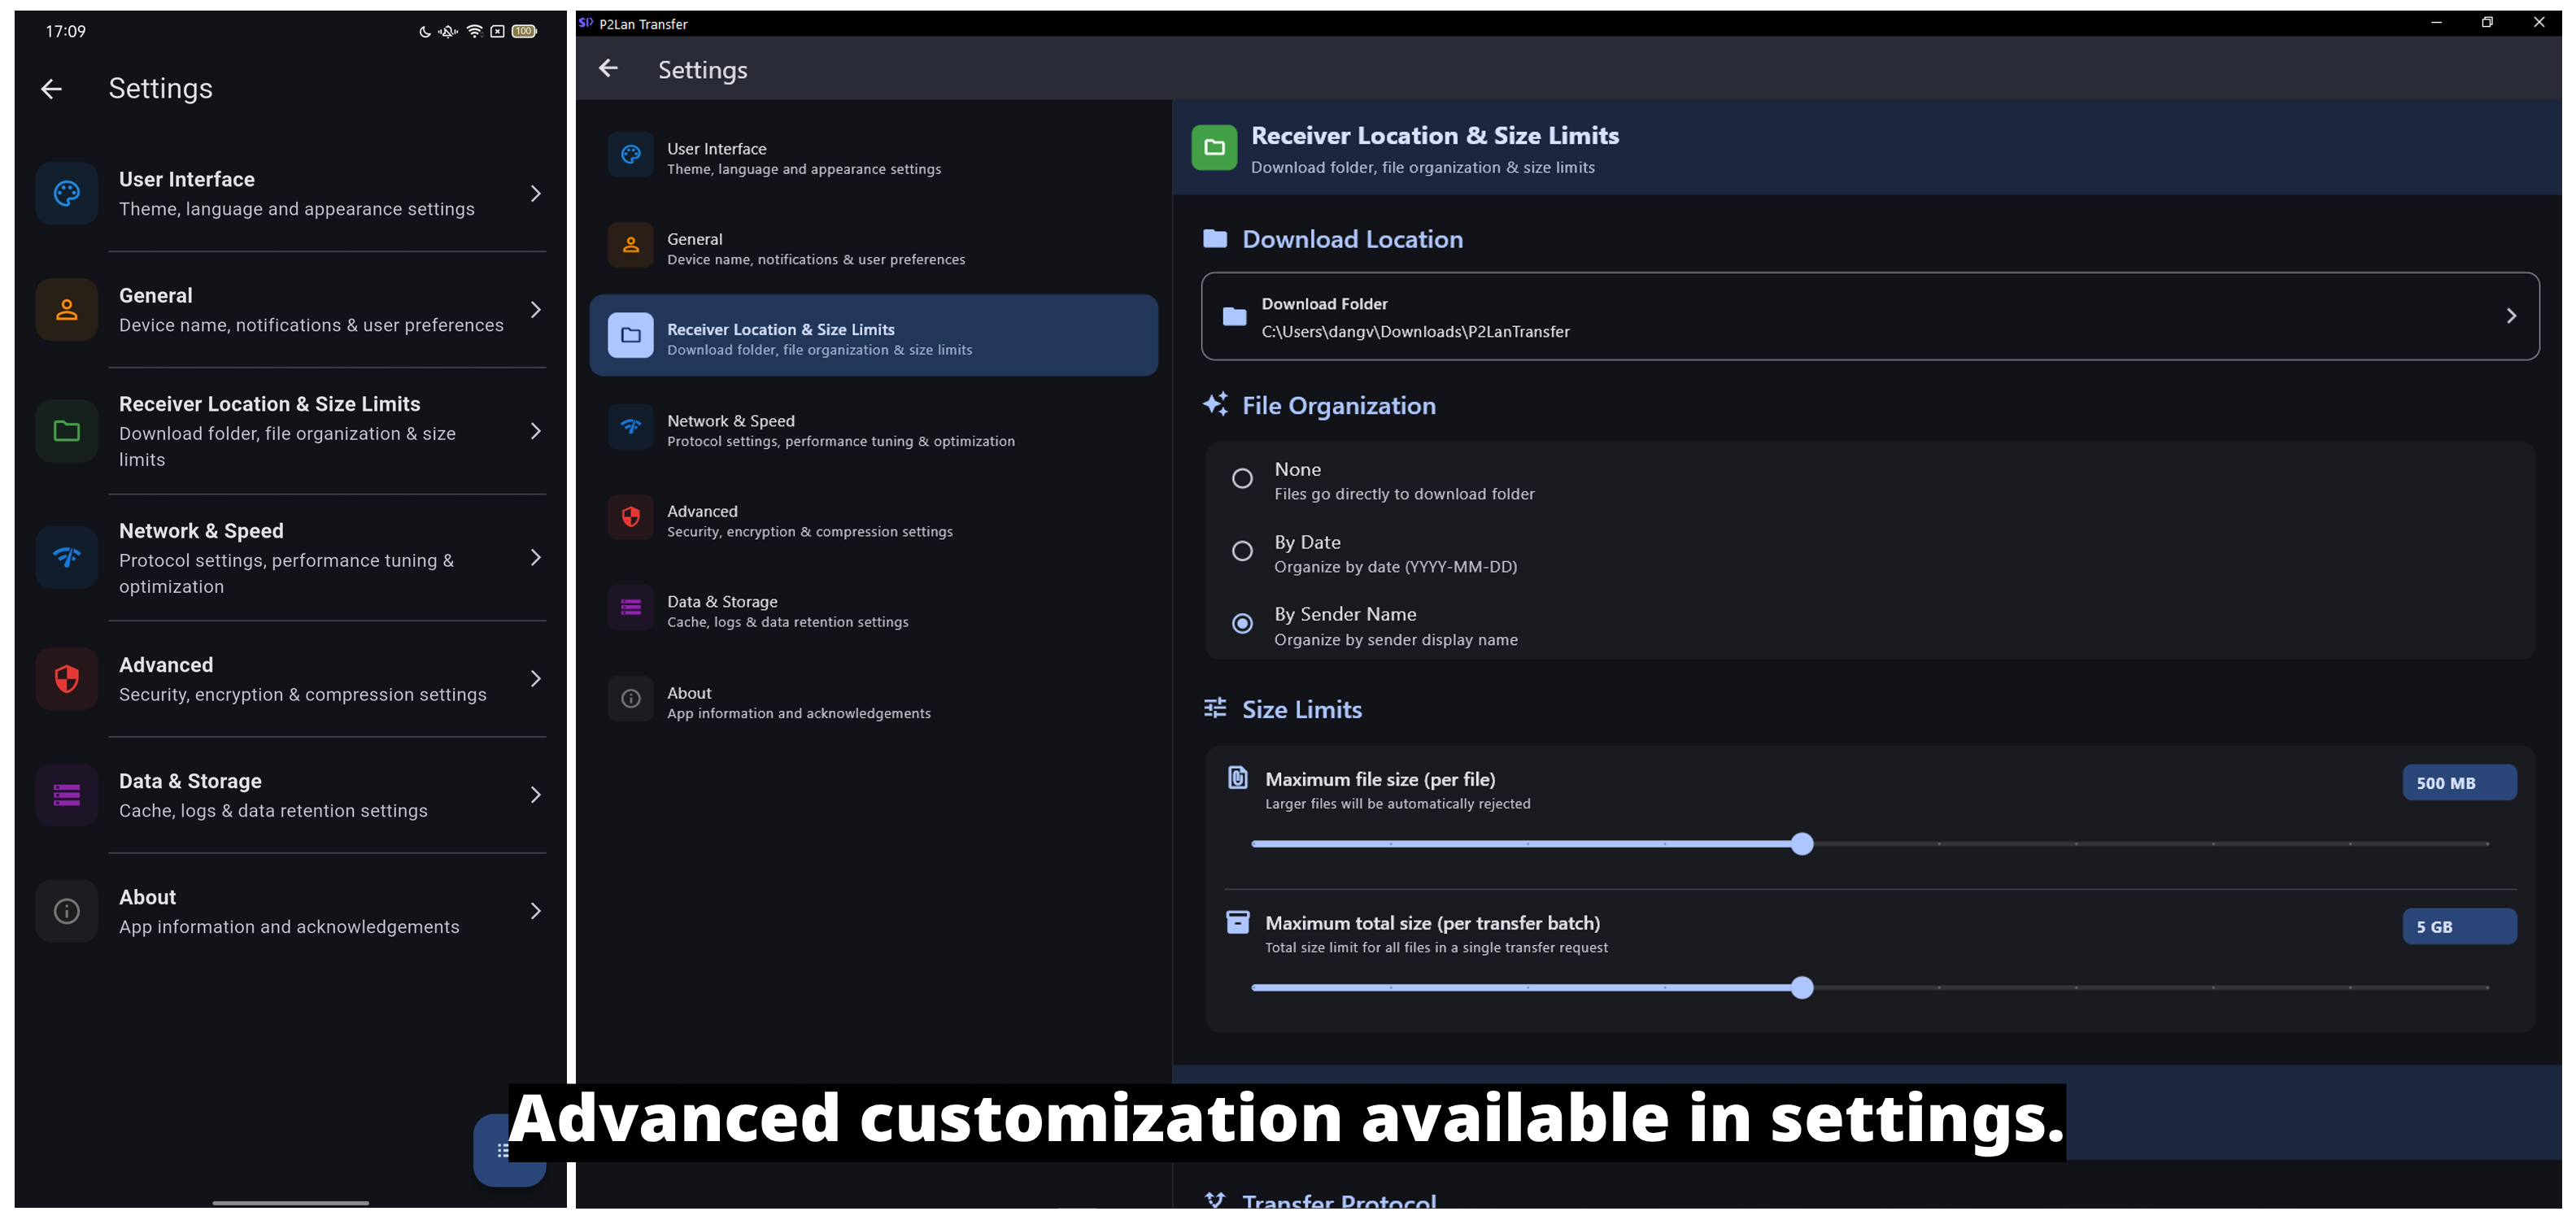 17:09
100
Settings
User Interface
Theme, language and appearance settings
General
Device name, notifications & user preferences
Receiver Location & Size Limits
Download folder, file organization & size
limits
Network & Speed
Protocol settings, performance tuning &
optimization
Advanced
Security, encryption & compression settings
Data & Storage
Cache, logs & data retention settings
About
App information and acknowledgements
P2Lan Transfer
Settings
User Interface
Theme, language and appearance settings
General
Device name, notifications & user preferences
Receiver Location & Size Limits
Download folder, file organization & size limits
Network & Speed
Protocol settings, performance tuning & optimization
Advanced
Security, encryption & compression settings
Data & Storage
Cache, logs & data retention settings
About
App information and acknowledgements
Receiver Location & Size Limits
Download folder, file organization & size limits
Download Location
Download Folder
C:\Users\dangv\Downloads\P2LanTransfer
File Organization
None
Files go directly to download folder
By Date
Organize by date (YYYY-MM-DD)
By Sender Name
Organize by sender display name
Size Limits
Maximum file size (per file)
500 MB
Larger files will be automatically rejected
Maximum total size (per transfer batch)
5 GB
Total size limit for all files in a single transfer request
Advanced customization available in settings.
Transfer Protocol